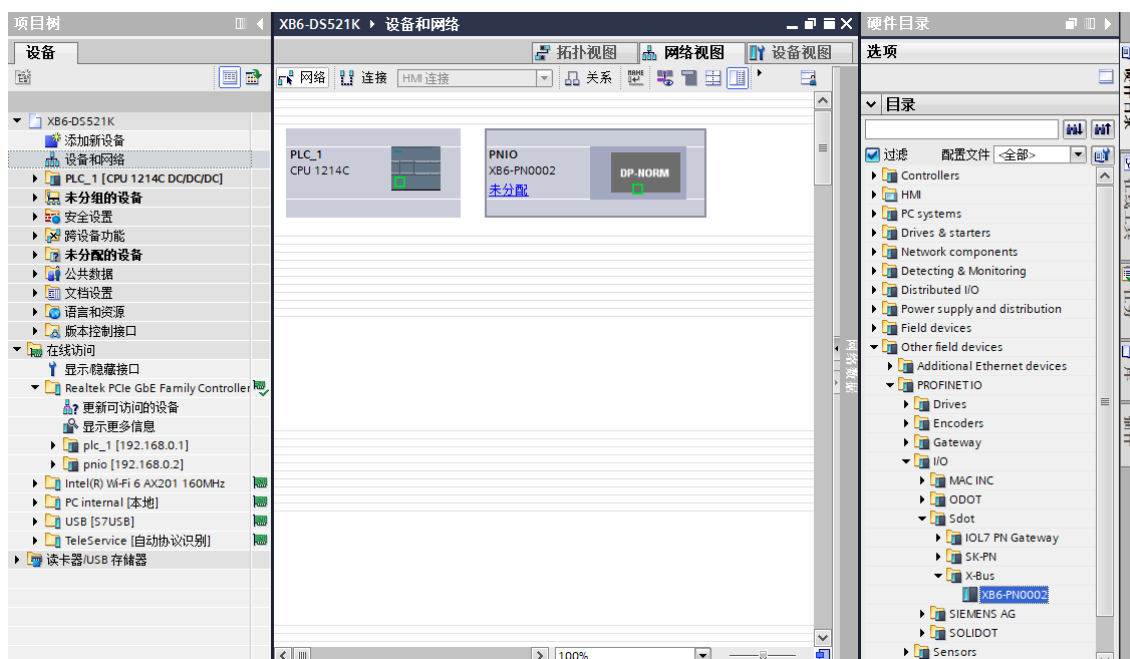 项目树
设备
XB6-DS521K
添加新设备
设备和网络
PLC_1 [CPU 1214C DC/DC/DC]
未分组的设备
安全设置
跨设备功能
未分配的设备
公共数据
文档设置
语言和资源
版本控制接口
在线访问
显示/隐藏接口
Realtek PCIe GbE Family Controller
更新可访问的设备
显示更多信息
plc_1 [192.168.0.1]
pnio [192.168.0.2]
Intel(R) Wi-Fi 6 AX201 160MHz
PC internal [本地]
USB [S7USB]
TeleService [自动协议识别]
读卡器/USB 存储器
XB6-DS521K ▸ 设备和网络
拓扑视图
网络视图
设备视图
网络
连接
HMI 连接
关系
PLC_1
CPU 1214C
PNIO
XB6-PN0002
未分配
DP-NORM
100%
网络数据
硬件目录
选项
目录
过滤
配置文件
<全部>
Controllers
HMI
PC systems
Drives & starters
Network components
Detecting & Monitoring
Distributed I/O
Power supply and distribution
Field devices
Other field devices
Additional Ethernet devices
PROFINET IO
Drives
Encoders
Gateway
I/O
MAC INC
ODOT
Sdot
IOL7 PN Gateway
SK-PN
X-Bus
XB6-PN0002
SIEMENS AG
SOLIDOT
Sensors